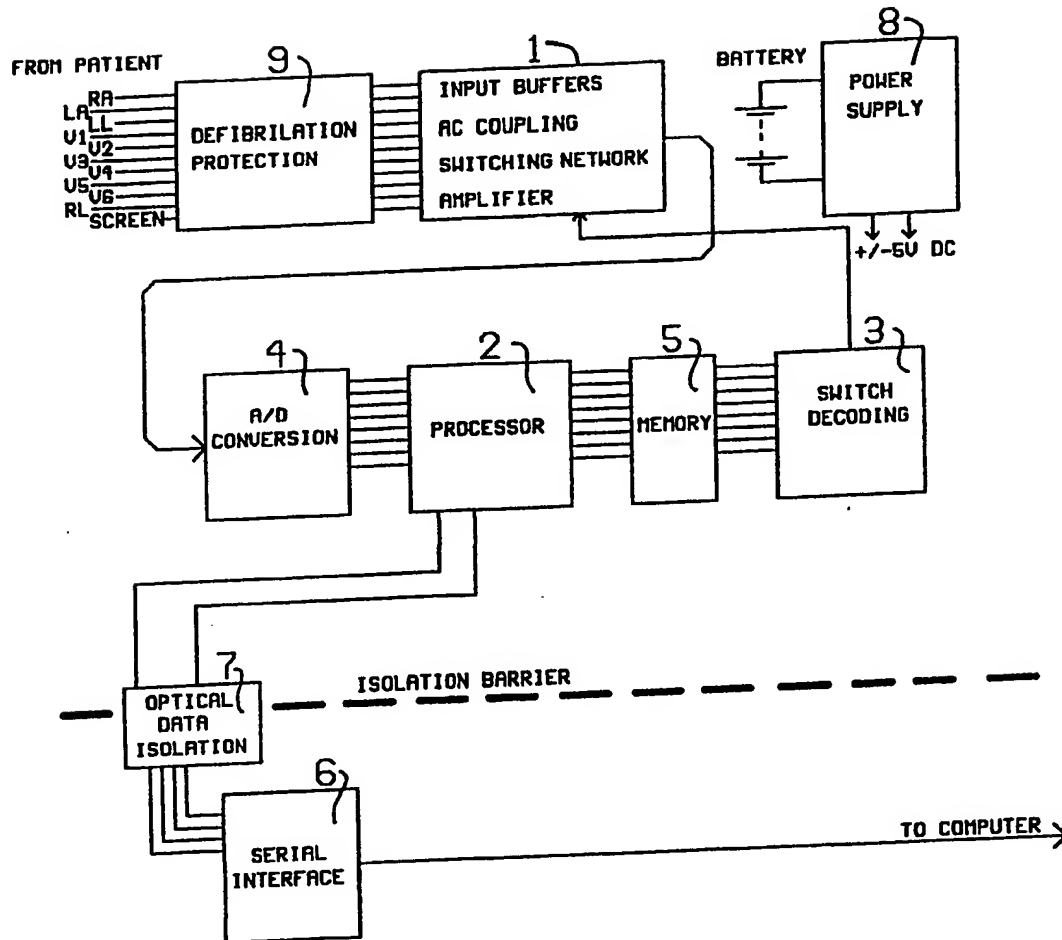 FROM PATIENT
RA
LA
LL
V1
V2
V3
V4
V5
V6
RL
SCREEN
9
DEFIBRILATION
PROTECTION
1
INPUT BUFFERS
AC COUPLING
SWITCHING NETWORK
AMPLIFIER
BATTERY
8
POWER
SUPPLY
+/-5V DC
4
A/D
CONVERSION
2
PROCESSOR
5
MEMORY
3
SWITCH
DECODING
ISOLATION BARRIER
7
OPTICAL
DATA
ISOLATION
6
SERIAL
INTERFACE
TO COMPUTER